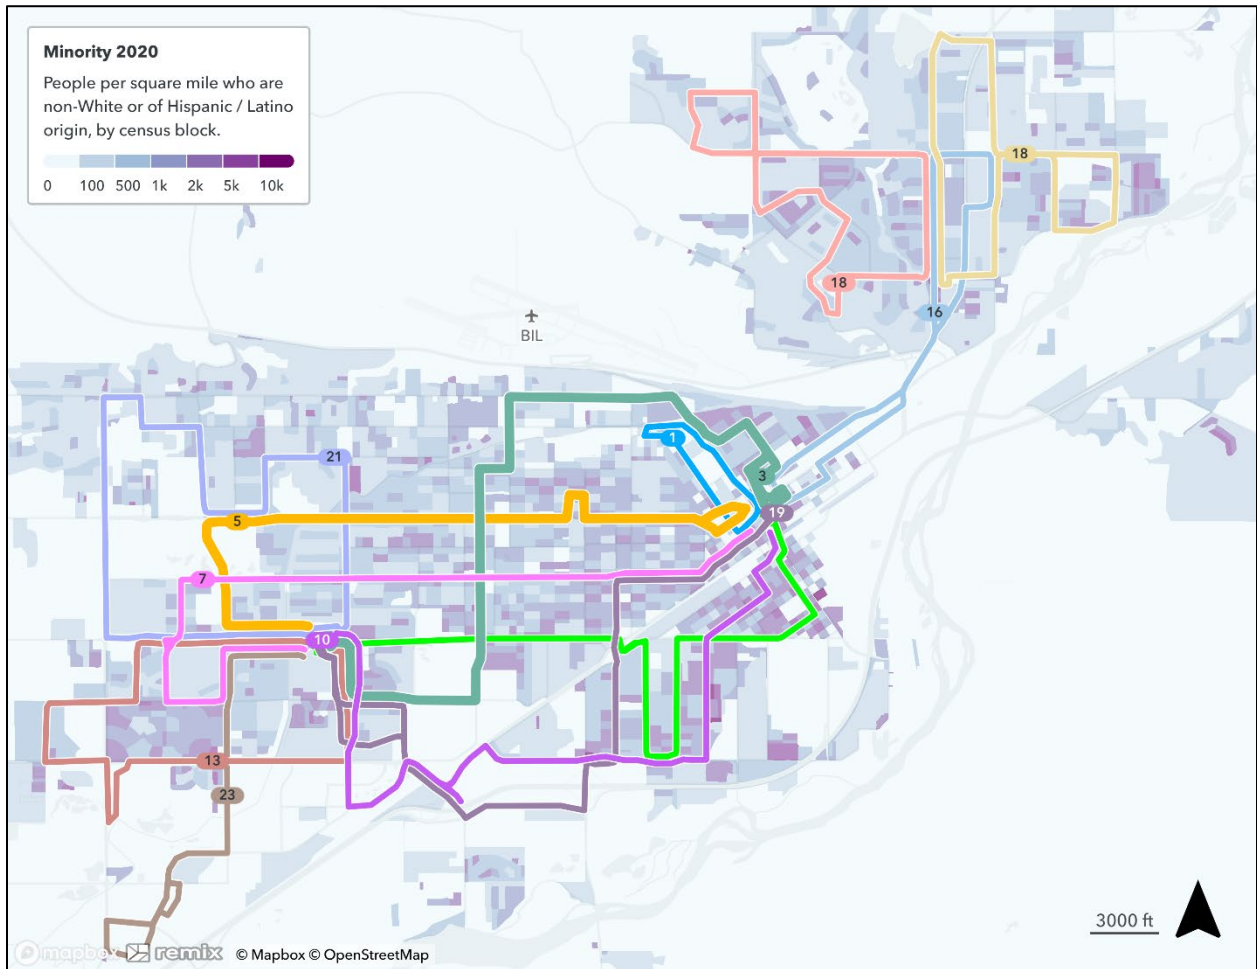 Minority 2020
People per square mile who are
non-White or of Hispanic / Latino
origin, by census block.
0 100 500 1k 2k 5k 10k
18
18
16
BIL
1
21
3
5
19
7
10
13
23
3000 ft
mapbox remix © Mapbox © OpenStreetMap